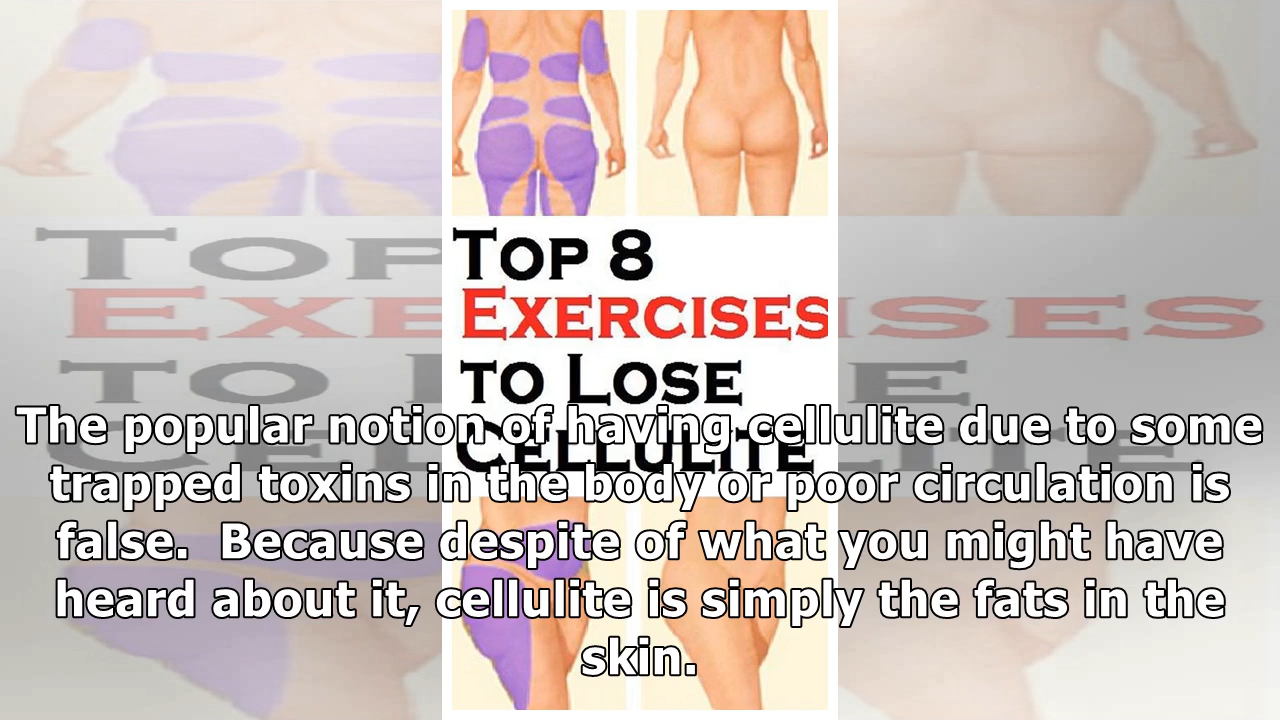 TOP 8
EXERCISES
TO LOSE
CELLULITE
The popular notion of having cellulite due to some
trapped toxins in the body or poor circulation is
false.  Because despite of what you might have
heard about it, cellulite is simply the fats in the
skin.